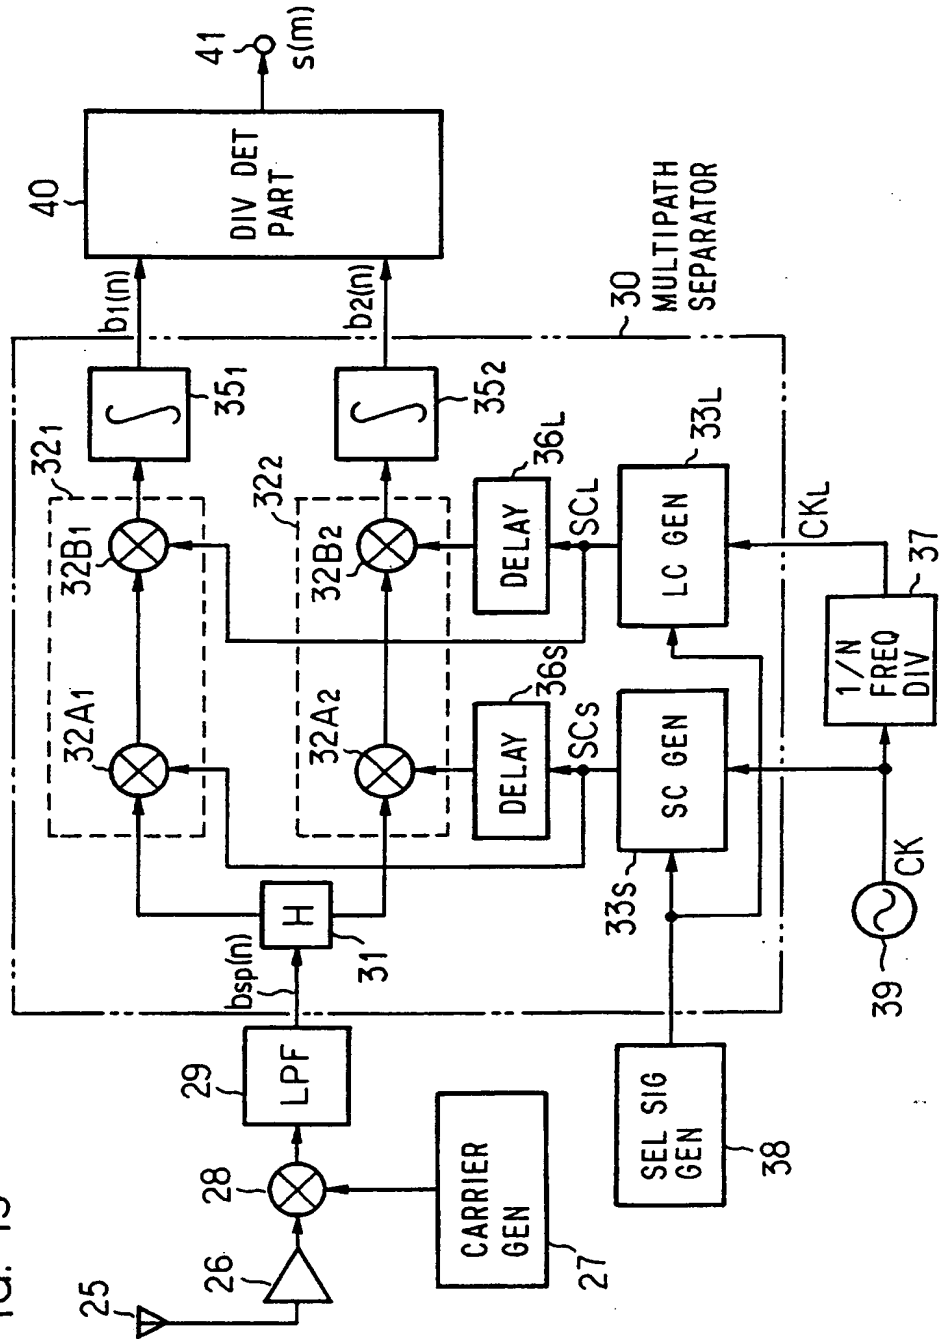 25
26
28
29
LPF
CARRIER
GEN
27
bsp(n)
H
31
321
32A1
32B1
351
b1(n)
322
32A2
32B2
352
b2(n)
40
DIV DET
PART
41
s(m)
DELAY
36S
SCS
DELAY
36L
SCL
SC GEN
33S
LC GEN
33L
30
MULTIPATH
SEPARATOR
SEL SIG
GEN
38
39
CK
1/N
FREQ
DIV
37
CKL